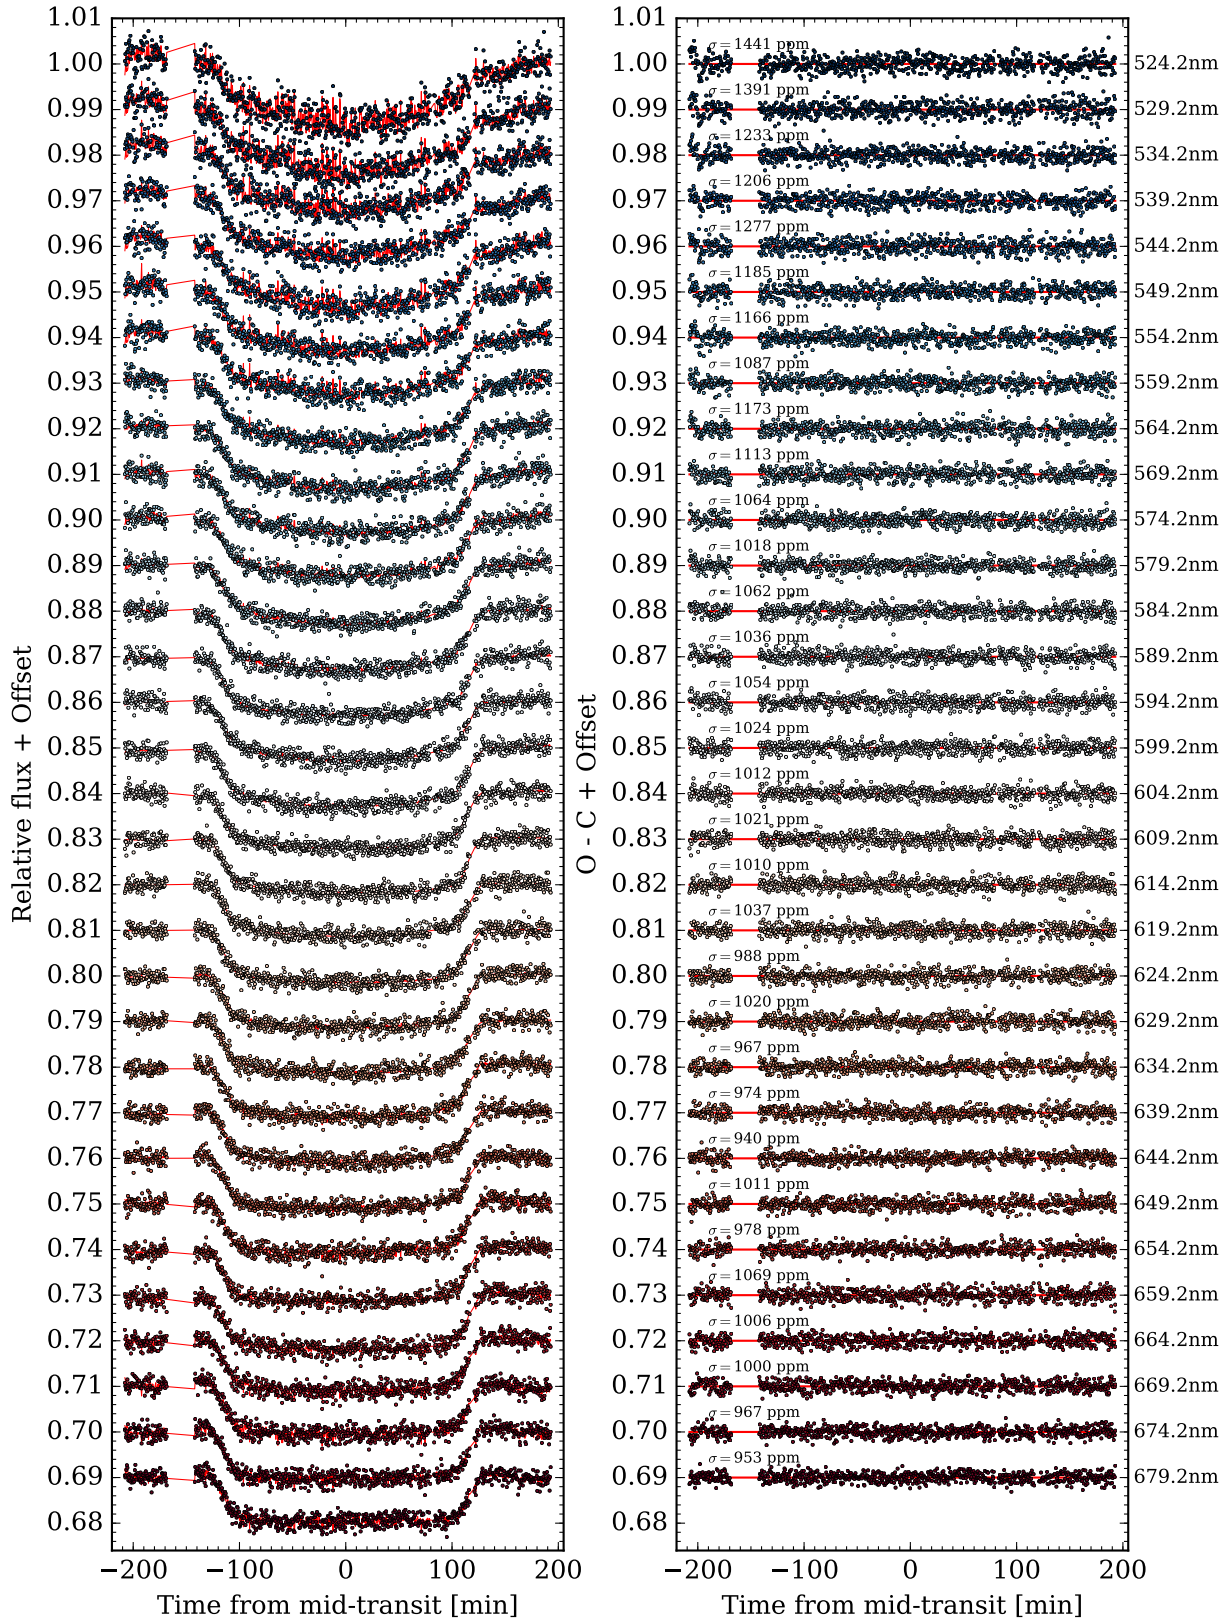 1.01
1.00
0.99
0.98
0.97
0.96
0.95
0.94
0.93
0.92
0.91
0.90
0.89
0.88
0.87
0.86
0.85
0.84
0.83
0.82
0.81
0.80
0.79
0.78
0.77
0.76
0.75
0.74
0.73
0.72
0.71
0.70
0.69
0.68
Relative flux + Offset
−200 −100 0 100 200
Time from mid-transit [min]
1.01
1.00
0.99
0.98
0.97
0.96
0.95
0.94
0.93
0.92
0.91
0.90
0.89
0.88
0.87
0.86
0.85
0.84
0.83
0.82
0.81
0.80
0.79
0.78
0.77
0.76
0.75
0.74
0.73
0.72
0.71
0.70
0.69
0.68
O - C + Offset
σ = 1441 ppm
σ = 1391 ppm
σ = 1233 ppm
σ = 1206 ppm
σ = 1277 ppm
σ = 1185 ppm
σ = 1166 ppm
σ = 1087 ppm
σ = 1173 ppm
σ = 1113 ppm
σ = 1064 ppm
σ = 1018 ppm
σ = 1062 ppm
σ = 1036 ppm
σ = 1054 ppm
σ = 1024 ppm
σ = 1012 ppm
σ = 1021 ppm
σ = 1010 ppm
σ = 1037 ppm
σ = 988 ppm
σ = 1020 ppm
σ = 967 ppm
σ = 974 ppm
σ = 940 ppm
σ = 1011 ppm
σ = 978 ppm
σ = 1069 ppm
σ = 1006 ppm
σ = 1000 ppm
σ = 967 ppm
σ = 953 ppm
−200 −100 0 100 200
Time from mid-transit [min]
524.2nm
529.2nm
534.2nm
539.2nm
544.2nm
549.2nm
554.2nm
559.2nm
564.2nm
569.2nm
574.2nm
579.2nm
584.2nm
589.2nm
594.2nm
599.2nm
604.2nm
609.2nm
614.2nm
619.2nm
624.2nm
629.2nm
634.2nm
639.2nm
644.2nm
649.2nm
654.2nm
659.2nm
664.2nm
669.2nm
674.2nm
679.2nm